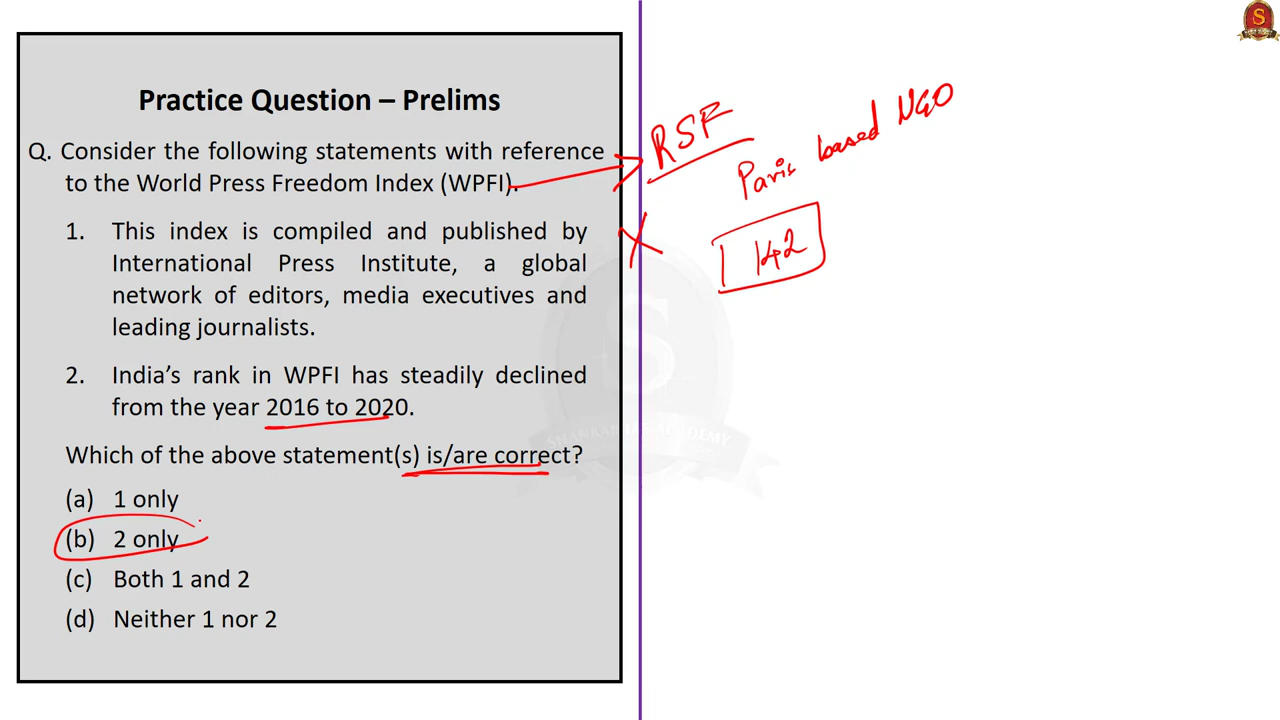 Practice Question – Prelims
Q. Consider the following statements with reference
to the World Press Freedom Index (WPFI).
1. This index is compiled and published by
International Press Institute, a global
network of editors, media executives and
leading journalists.
2. India's rank in WPFI has steadily declined
from the year 2016 to 2020.
Which of the above statement(s) is/are correct?
(a) 1 only
(b) 2 only
(c) Both 1 and 2
(d) Neither 1 nor 2
RSF
Paris based NGO
142
S
SHANKAR IAS ACADEMY